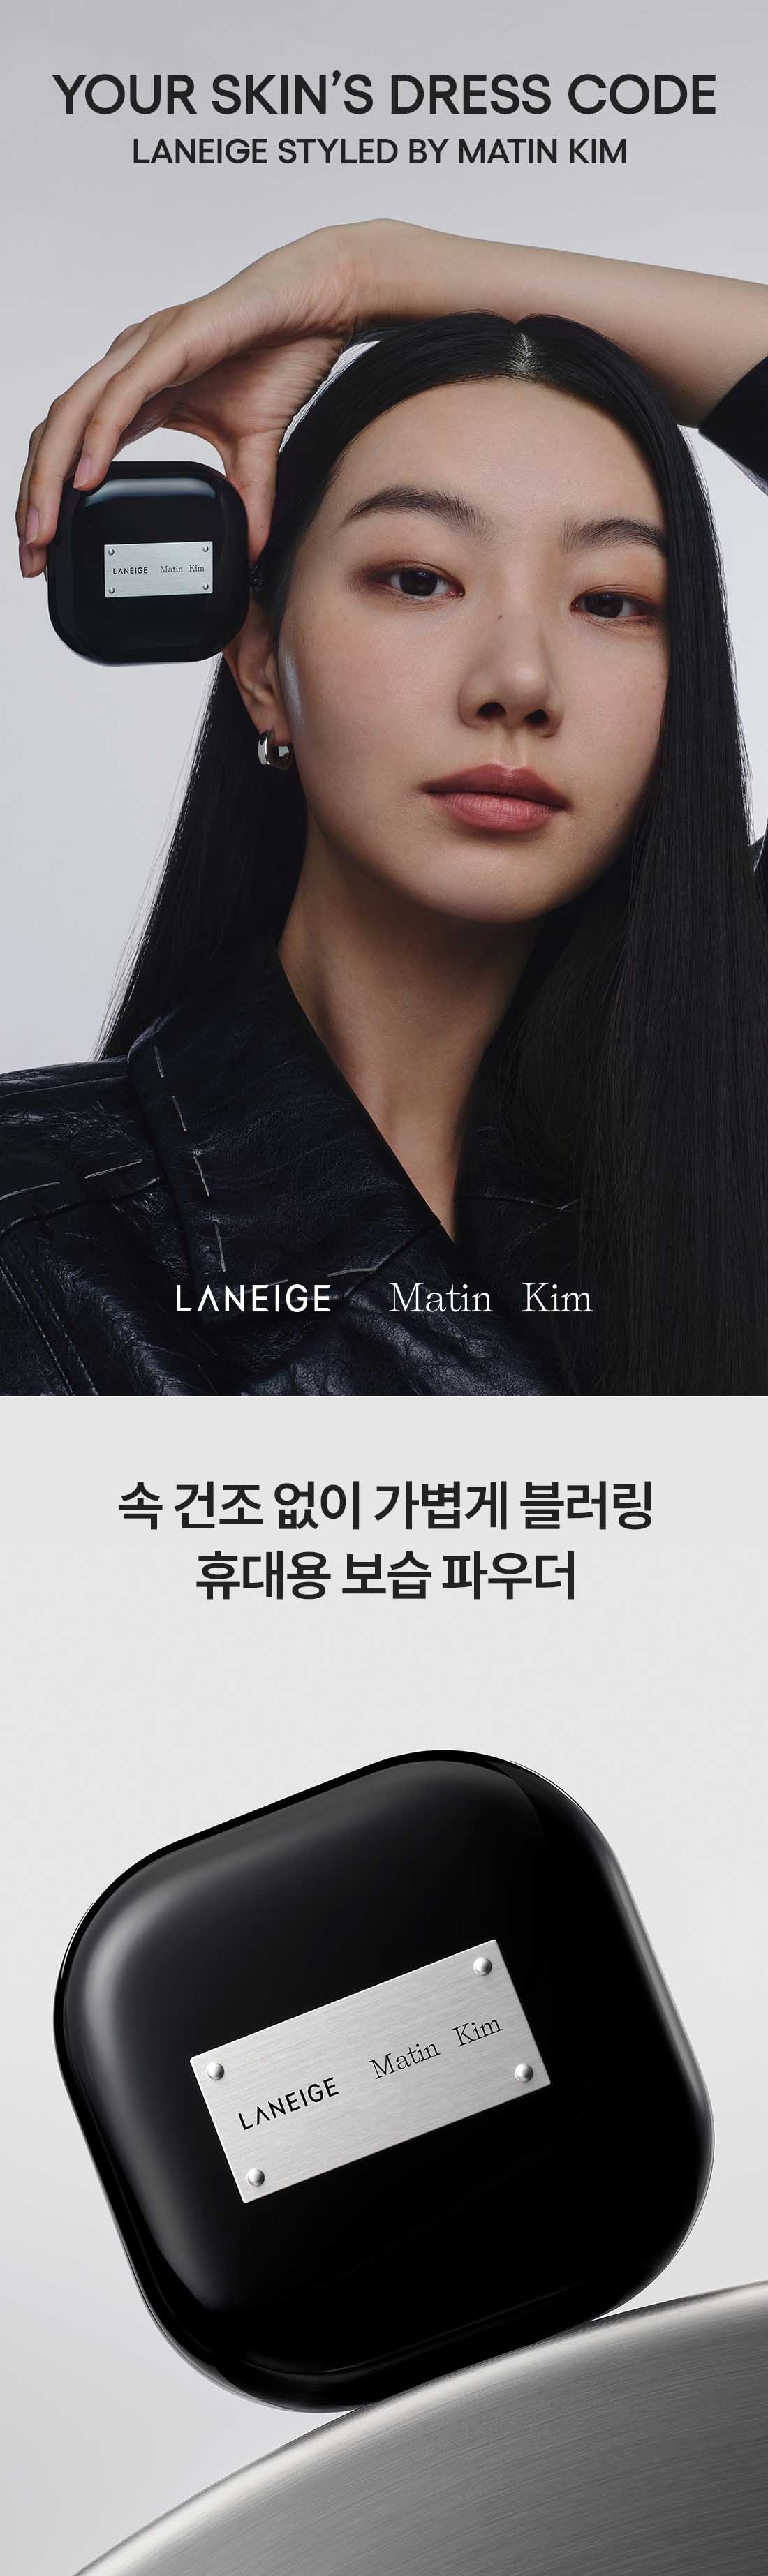 YOUR SKIN’S DRESS CODE
LANEIGE STYLED BY MATIN KIM
LANEIGE Matin Kim
LANEIGE Matin Kim
속 건조 없이 가볍게 블러링
휴대용 보습 파우더
LANEIGE Matin Kim